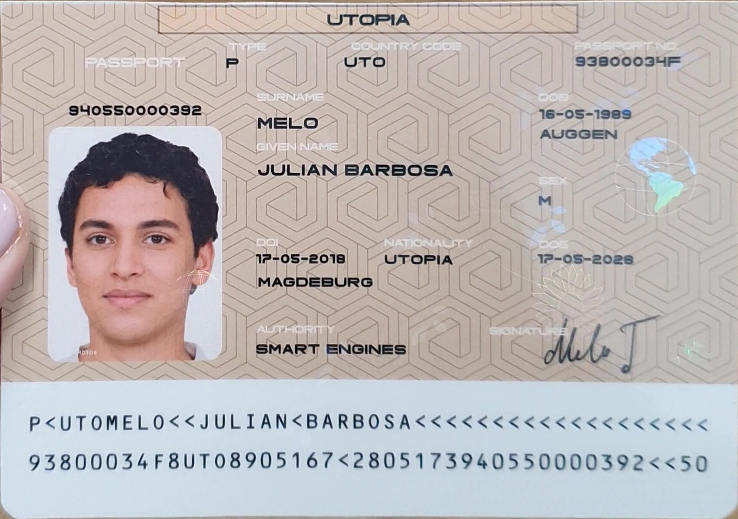 UTOPIA
PASSPORT
TYPE
P
COUNTRY CODE
UTO
PASSPORT NO.
93800034F
940550000392
SURNAME
MELO
DOB
16-05-1989
AUGGEN
GIVEN NAME
JULIAN BARBOSA
SEX
M
DOI
17-05-2018
MAGDEBURG
NATIONALITY
UTOPIA
DOE
17-05-2028
AUTHORITY
SMART ENGINES
SIGNATURE
Melo J
P<UTOMELO<<JULIAN<BARBOSA<<<<<<<<<<<<<<<<<<<
93800034F8UTO8905167<2805173940550000392<<50